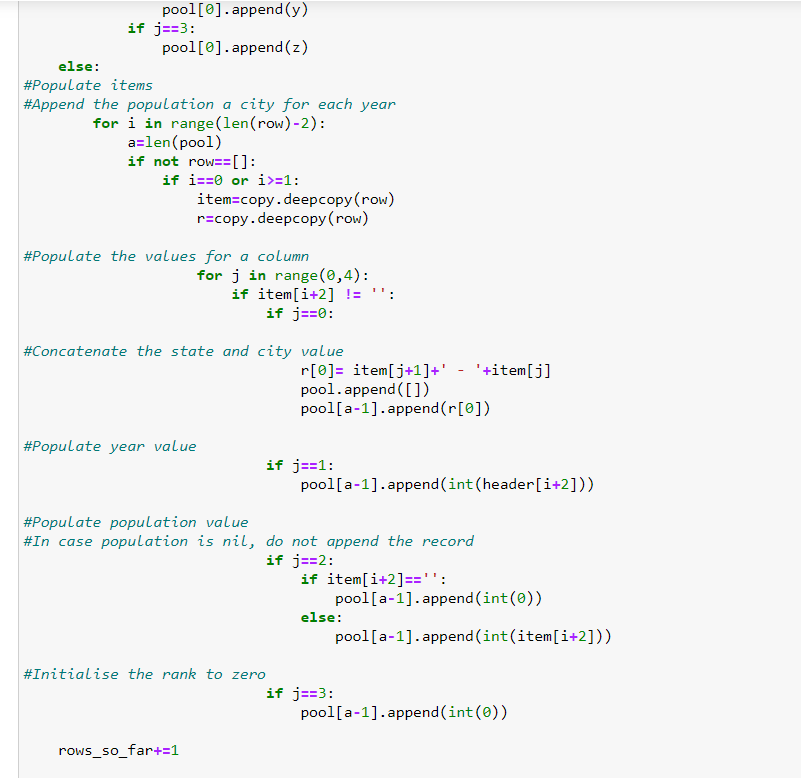 pool[0].append(y)
            if j==3:
                pool[0].append(z)
    else:
#Populate items
#Append the population a city for each year
        for i in range(len(row)-2):
            a=len(pool)
            if not row==[]:
                if i==0 or i>=1:
                    item=copy.deepcopy(row)
                    r=copy.deepcopy(row)

#Populate the values for a column
                    for j in range(0,4):
                        if item[i+2] != '':
                            if j==0:

#Concatenate the state and city value
                                r[0]= item[j+1]+' - '+item[j]
                                pool.append([])
                                pool[a-1].append(r[0])

#Populate year value
                            if j==1:
                                pool[a-1].append(int(header[i+2]))

#Populate population value
#In case population is nil, do not append the record
                            if j==2:
                                if item[i+2]=='':
                                    pool[a-1].append(int(0))
                                else:
                                    pool[a-1].append(int(item[i+2]))

#Initialise the rank to zero
                            if j==3:
                                pool[a-1].append(int(0))

    rows_so_far+=1